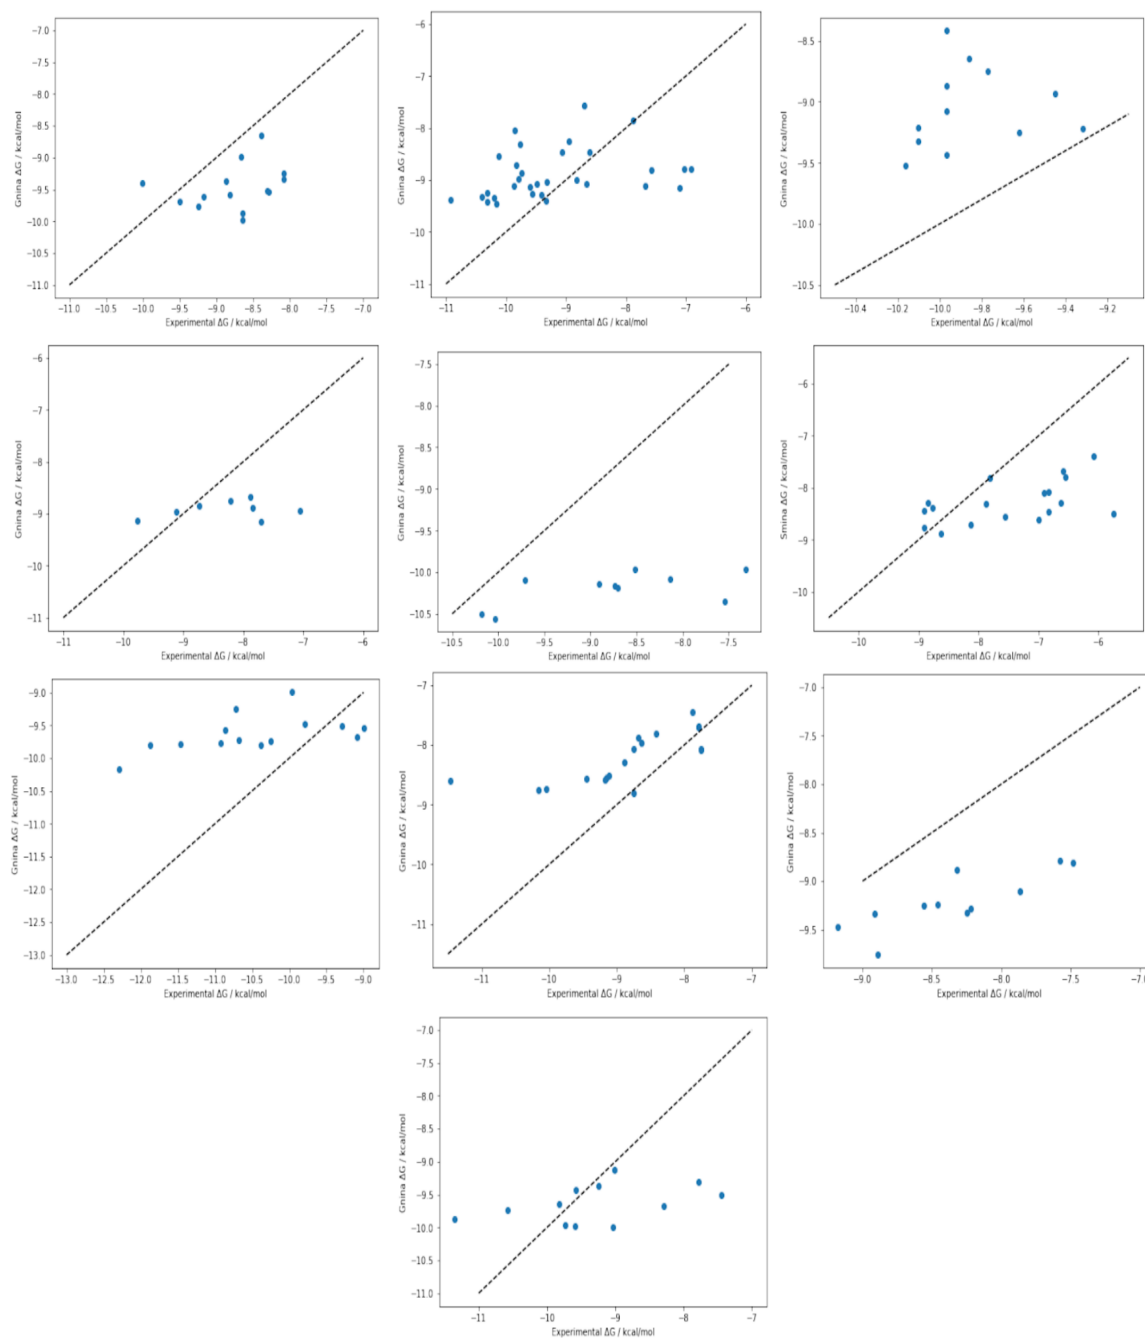 Gnina ΔG / kcal/mol
−7.0
−7.5
−8.0
−8.5
−9.0
−9.5
−10.0
−10.5
−11.0
−11.0 −10.5 −10.0 −9.5 −9.0 −8.5 −8.0 −7.5 −7.0
Experimental ΔG / kcal/mol
Gnina ΔG / kcal/mol
−6
−7
−8
−9
−10
−11
−11 −10 −9 −8 −7 −6
Experimental ΔG / kcal/mol
Gnina ΔG / kcal/mol
−8.5
−9.0
−9.5
−10.0
−10.5
−10.4 −10.2 −10.0 −9.8 −9.6 −9.4 −9.2
Experimental ΔG / kcal/mol
Gnina ΔG / kcal/mol
−6
−7
−8
−9
−10
−11
−11 −10 −9 −8 −7 −6
Experimental ΔG / kcal/mol
Gnina ΔG / kcal/mol
−7.5
−8.0
−8.5
−9.0
−9.5
−10.0
−10.5
−10.5 −10.0 −9.5 −9.0 −8.5 −8.0 −7.5
Experimental ΔG / kcal/mol
Smina ΔG / kcal/mol
−6
−7
−8
−9
−10
−10 −9 −8 −7 −6
Experimental ΔG / kcal/mol
Gnina ΔG / kcal/mol
−9.0
−9.5
−10.0
−10.5
−11.0
−11.5
−12.0
−12.5
−13.0
−13.0 −12.5 −12.0 −11.5 −11.0 −10.5 −10.0 −9.5 −9.0
Experimental ΔG / kcal/mol
Gnina ΔG / kcal/mol
−7
−8
−9
−10
−11
−11 −10 −9 −8 −7
Experimental ΔG / kcal/mol
Gnina ΔG / kcal/mol
−7.0
−7.5
−8.0
−8.5
−9.0
−9.5
−9.0 −8.5 −8.0 −7.5 −7.0
Experimental ΔG / kcal/mol
Gnina ΔG / kcal/mol
−7.0
−7.5
−8.0
−8.5
−9.0
−9.5
−10.0
−10.5
−11.0
−11 −10 −9 −8 −7
Experimental ΔG / kcal/mol